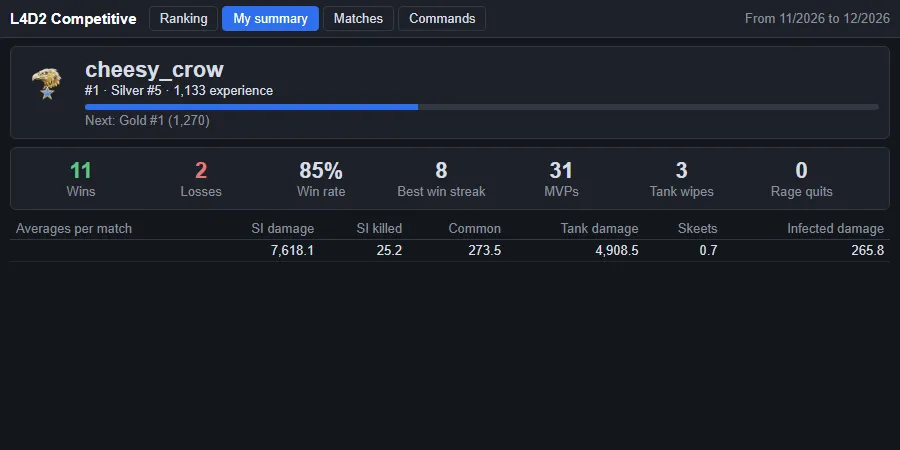 L4D2 Competitive Ranking My summary Matches Commands From 11/2026 to 12/2026
cheesy_crow
#1 · Silver #5 · 1,133 experience
Next: Gold #1 (1,270)
11 2 85% 8 31 3 0
Wins Losses Win rate Best win streak MVPs Tank wipes Rage quits
Averages per match SI damage SI killed Common Tank damage Skeets Infected damage
7,618.1 25.2 273.5 4,908.5 0.7 265.8